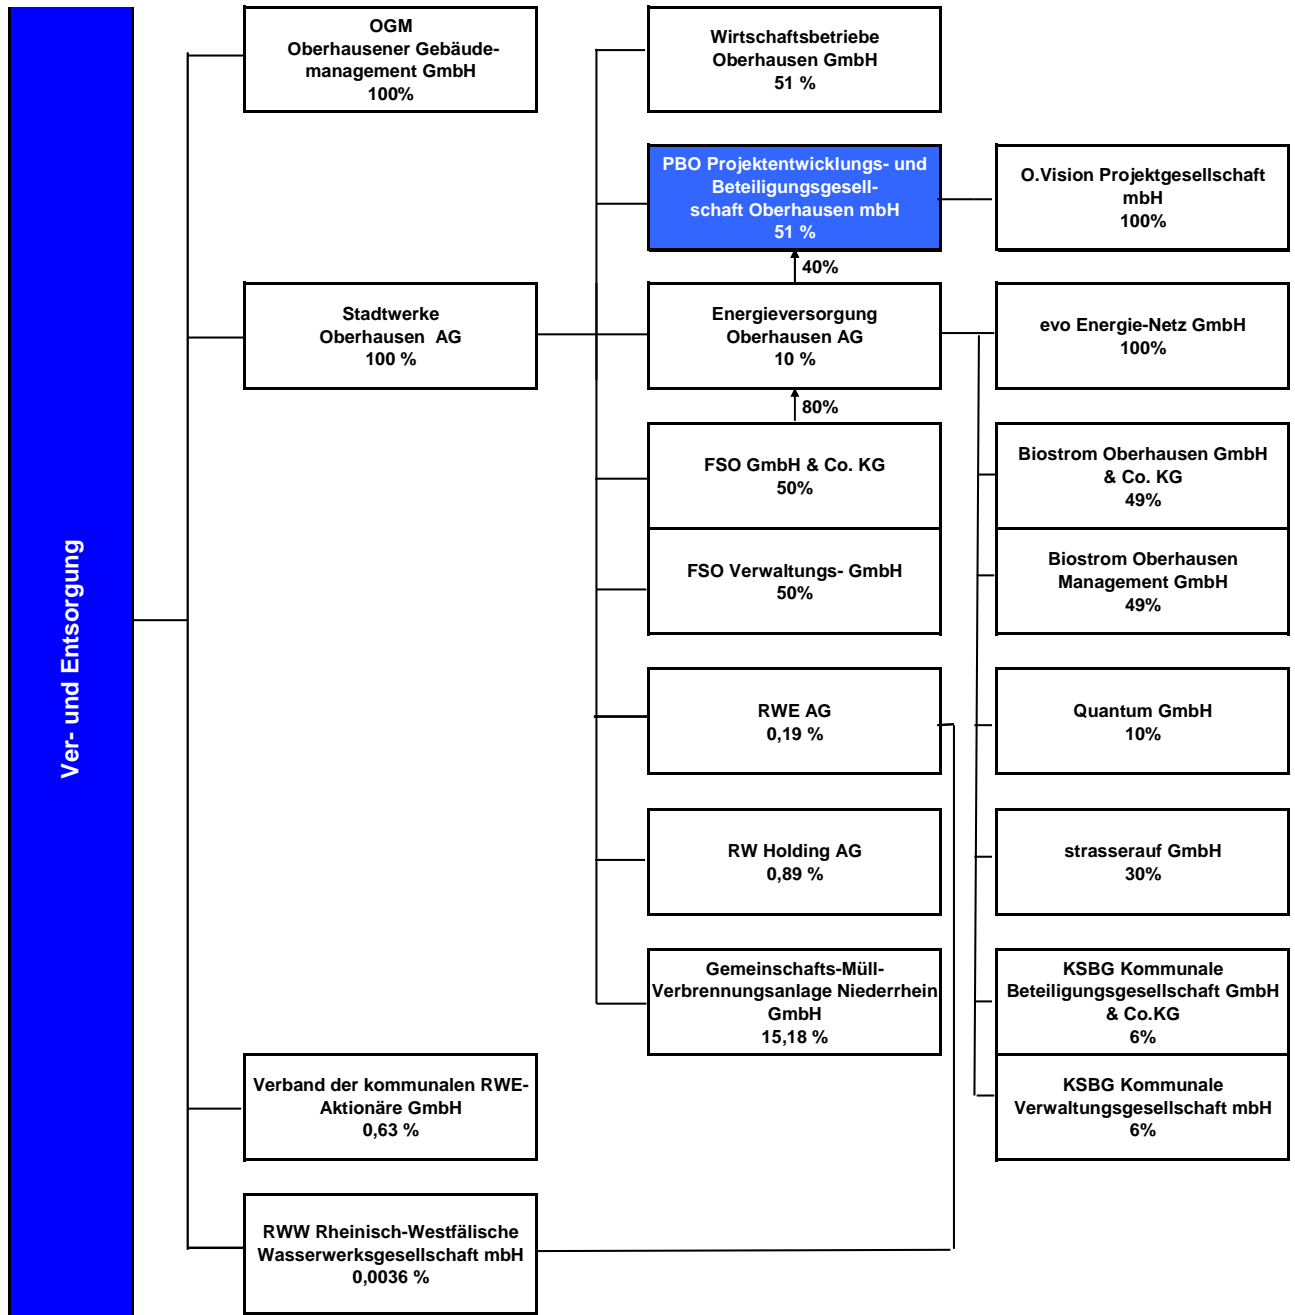 Ver- und Entsorgung
OGM
Oberhausener Gebäude-
management GmbH
100%
Stadtwerke
Oberhausen AG
100 %
Verband der kommunalen RWE-
Aktionäre GmbH
0,63 %
RWW Rheinisch-Westfälische
Wasserwerksgesellschaft mbH
0,0036 %
Wirtschaftsbetriebe
Oberhausen GmbH
51 %
PBO Projektentwicklungs- und
Beteiligungsgesell-
schaft Oberhausen mbH
51 %
40%
Energieversorgung
Oberhausen AG
10 %
80%
FSO GmbH & Co. KG
50%
FSO Verwaltungs- GmbH
50%
RWE AG
0,19 %
RW Holding AG
0,89 %
Gemeinschafts-Müll-
Verbrennungsanlage Niederrhein
GmbH
15,18 %
O.Vision Projektgesellschaft
mbH
100%
evo Energie-Netz GmbH
100%
Biostrom Oberhausen GmbH
& Co. KG
49%
Biostrom Oberhausen
Management GmbH
49%
Quantum GmbH
10%
strasserauf GmbH
30%
KSBG Kommunale
Beteiligungsgesellschaft GmbH
& Co.KG
6%
KSBG Kommunale
Verwaltungsgesellschaft mbH
6%